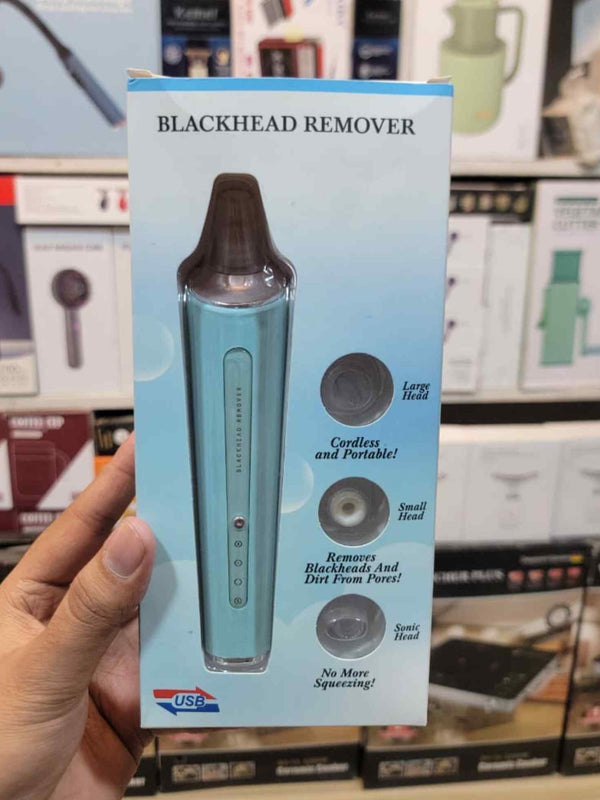 BLACKHEAD REMOVER
BLACKHEAD REMOVER
Large
Head
Cordless
and Portable!
Small
Head
Removes
Blackheads And
Dirt From Pores!
Sonic
Head
No More
Squeezing!
USB